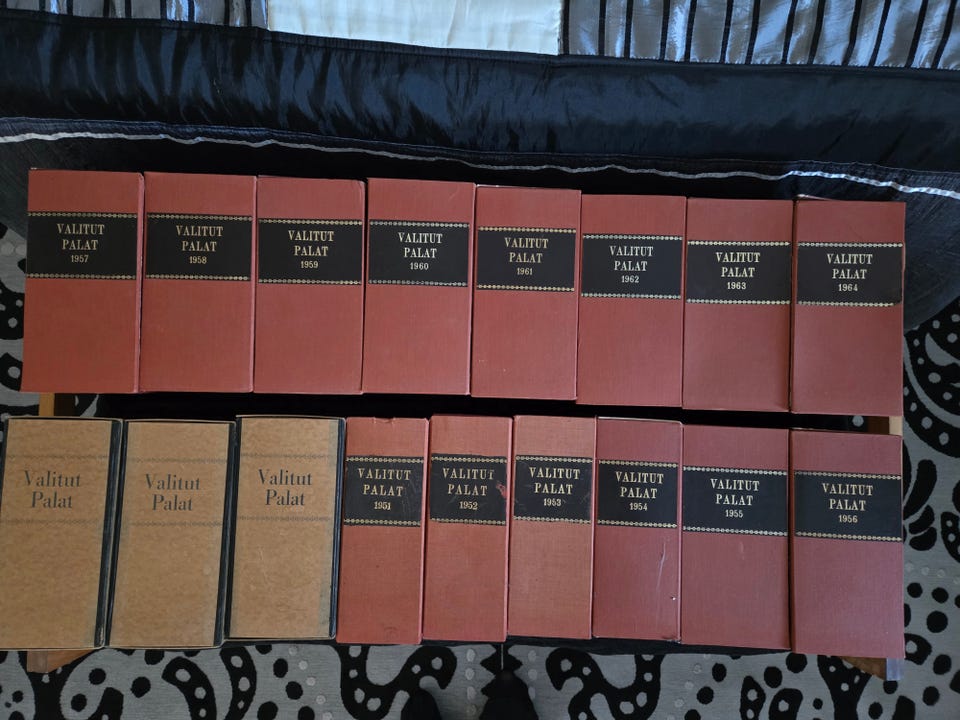 VALITUT
PALAT
1957
VALITUT
PALAT
1958
VALITUT
PALAT
1959
VALITUT
PALAT
1960
VALITUT
PALAT
1961
VALITUT
PALAT
1962
VALITUT
PALAT
1963
VALITUT
PALAT
1964
Valitut
Palat
Valitut
Palat
Valitut
Palat
VALITUT
PALAT
1951
VALITUT
PALAT
1952
VALITUT
PALAT
1953
VALITUT
PALAT
1954
VALITUT
PALAT
1955
VALITUT
PALAT
1956